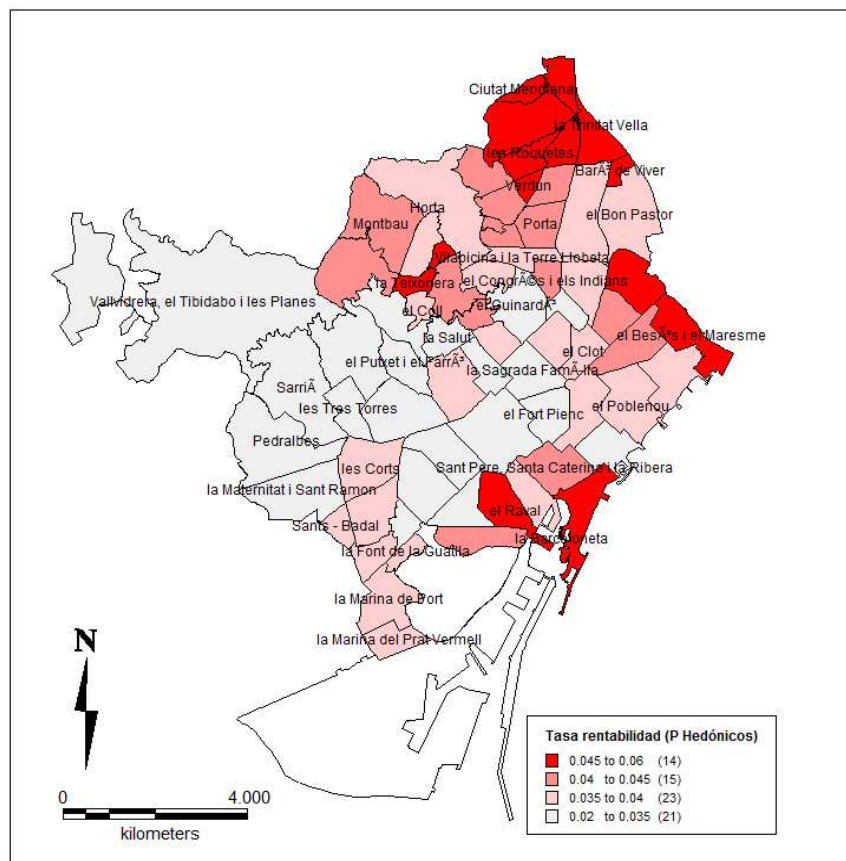 Ciutat Meridiana
la Trinitat Vella
les Roquetes
BarÃ³ de Viver
Verdun
Horta
el Bon Pastor
Montbau
Porta
Vilapicina i la Torre Llobeta
la Teixonera
el CongrÃ©s i els Indians
Vallvidrera, el Tibidabo i les Planes
el Coll
el GuinardÃ³
la Salut
el BesÃ²s i el Maresme
el Putxet i el FarrÃ³
el Clot
la Sagrada FamÃ-lia
SarriÃ
les Tres Torres
el Fort Pienc
el Poblenou
Pedralbes
les Corts
Sant Pere, Santa Caterina i la Ribera
la Maternitat i Sant Ramon
el Raval
Sants - Badal
la Barceloneta
la Font de la Guatlla
la Marina de Port
la Marina del Prat Vermell
N
Tasa rentabilidad (P Hedónicos)
0.045 to 0.06 (14)
0.04 to 0.045 (15)
0.035 to 0.04 (23)
0.02 to 0.035 (21)
0 4.000
kilometers